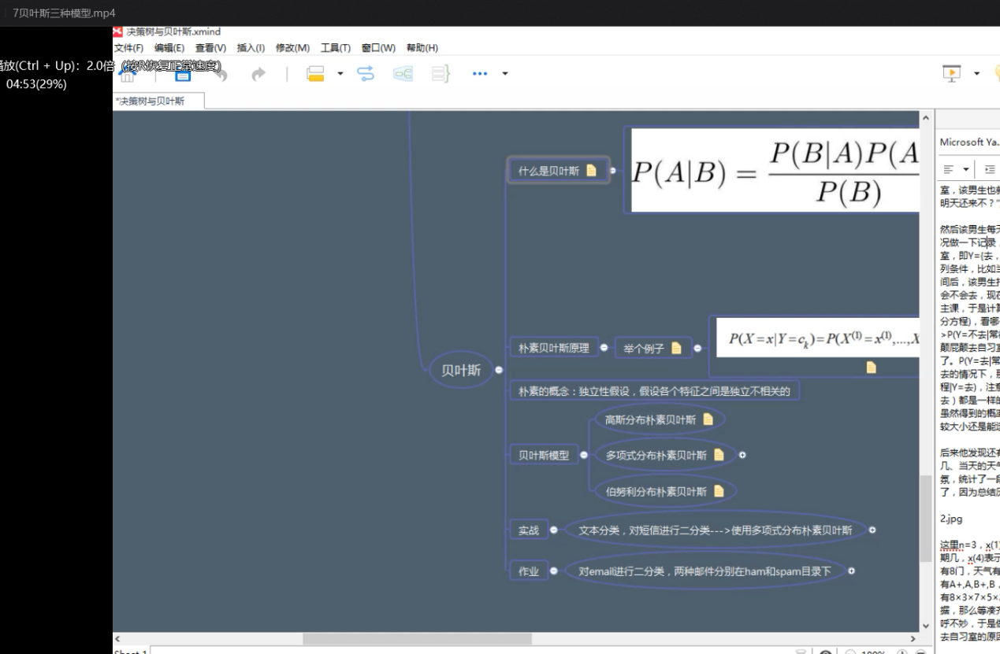 7贝叶斯三种模型.mp4
决策树与贝叶斯.xmind
文件(F) 编辑(E) 查看(V) 插入(I) 修改(M) 工具(T) 窗口(W) 帮助(H)
放(Ctrl + Up)：2.0倍 (按R恢复正常速度)
04:53(29%)
*决策树与贝叶斯
什么是贝叶斯
P(A|B) = P(B|A)P(A / P(B)
朴素贝叶斯原理
举个例子
P(X=x|Y=c_k)=P(X^(1)=x^(1),...,X
贝叶斯
朴素的概念：独立性假设，假设各个特征之间是独立不相关的
高斯分布朴素贝叶斯
贝叶斯模型
多项式分布朴素贝叶斯
伯努利分布朴素贝叶斯
实战
文本分类，对短信进行二分类--->使用多项式分布朴素贝叶斯
作业
对email进行二分类，两种邮件分别在ham和spam目录下
Microsoft Ya...
室，该男生也
明天还来不？"
然后该男生每天
况做一下记录，
室，即Y={去，
列条件，比如当
间后，该男生
会不会去，现在
主课，于是计算
分方程)，看哪
>P(Y=不去|常
颠屁颠去自习室
了。P(Y=去|常
去的情况下，
程|Y=去)，注意
去）都是一样的
虽然得到的概率
较大小还是能
后来他发现还有
几、当天的天气
氛，统计了一段
了，因为总结历
2.jpg
这里n=3，x(1)
期几，x(4)表示
有8门，天气有
有A+,A,B+,B，
有8×3×7×5×
据，那么等凑齐
呼不妙，于是
去自习室的原因
Sheet 1
100%